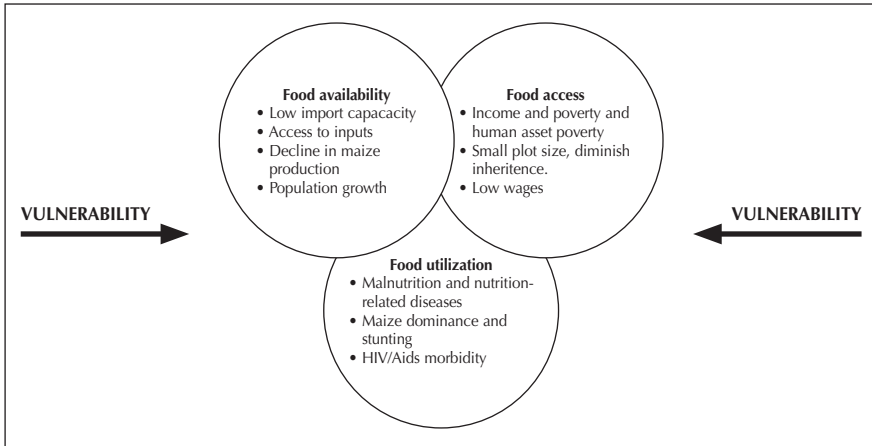 Food availability
• Low import capacacity
• Access to inputs
• Decline in maize
production
• Population growth
Food access
• Income and poverty and
human asset poverty
• Small plot size, diminish
inheritence.
• Low wages
VULNERABILITY
VULNERABILITY
Food utilization
• Malnutrition and nutrition-
related diseases
• Maize dominance and
stunting
• HIV/Aids morbidity